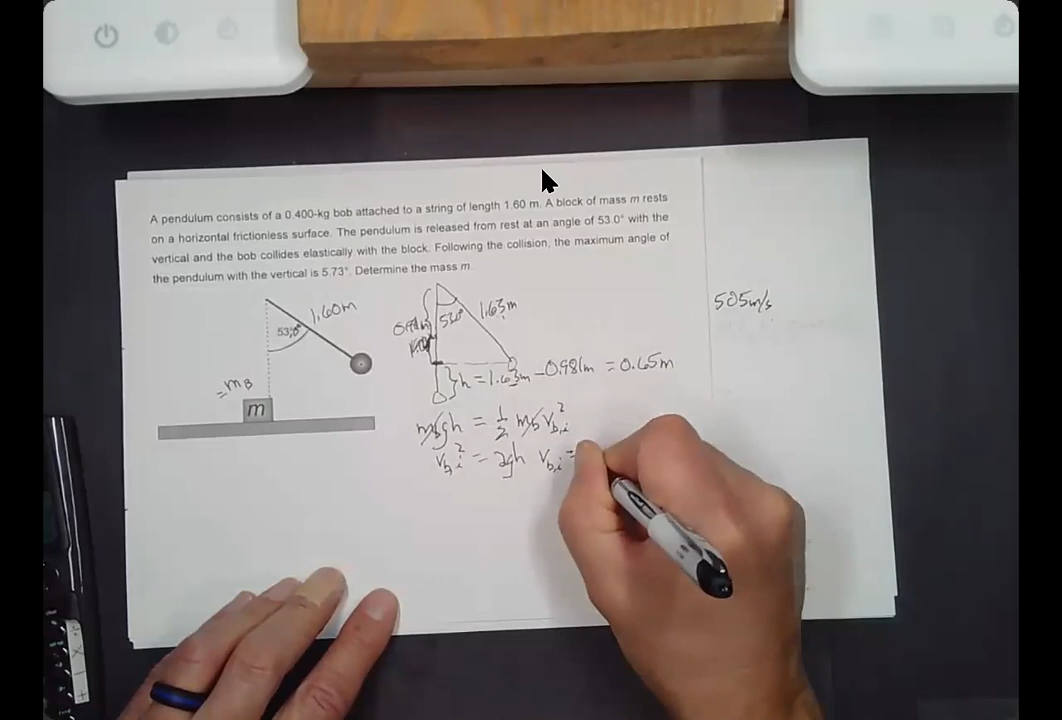 A pendulum consists of a 0.400-kg bob attached to a string of length 1.60 m. A block of mass m rests
on a horizontal frictionless surface. The pendulum is released from rest at an angle of 53.0° with the
vertical and the bob collides elastically with the block. Following the collision, the maximum angle of
the pendulum with the vertical is 5.73°. Determine the mass m.
1.60m
53.0°
=mB
m
53.0°
1.63m
h = 1.63m - 0.981m = 0.65m
mbgh = 1/2 mb vb,i²
vb,i² = 2gh vb,i =
505m/s